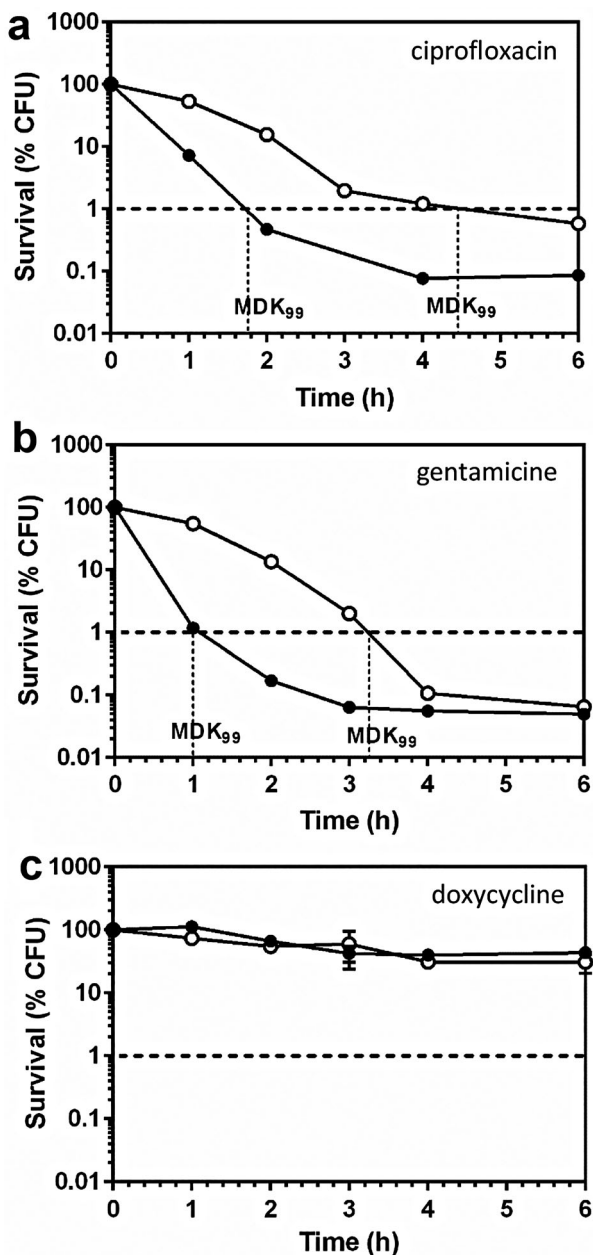 a
ciprofloxacin
Survival (% CFU)
1000
100
10
1
0.1
0.01
MDK99 MDK99
0 1 2 3 4 5 6
Time (h)
b
gentamicine
Survival (% CFU)
1000
100
10
1
0.1
0.01
MDK99 MDK99
0 1 2 3 4 5 6
Time (h)
c
doxycycline
Survival (% CFU)
1000
100
10
1
0.1
0.01
0 1 2 3 4 5 6
Time (h)